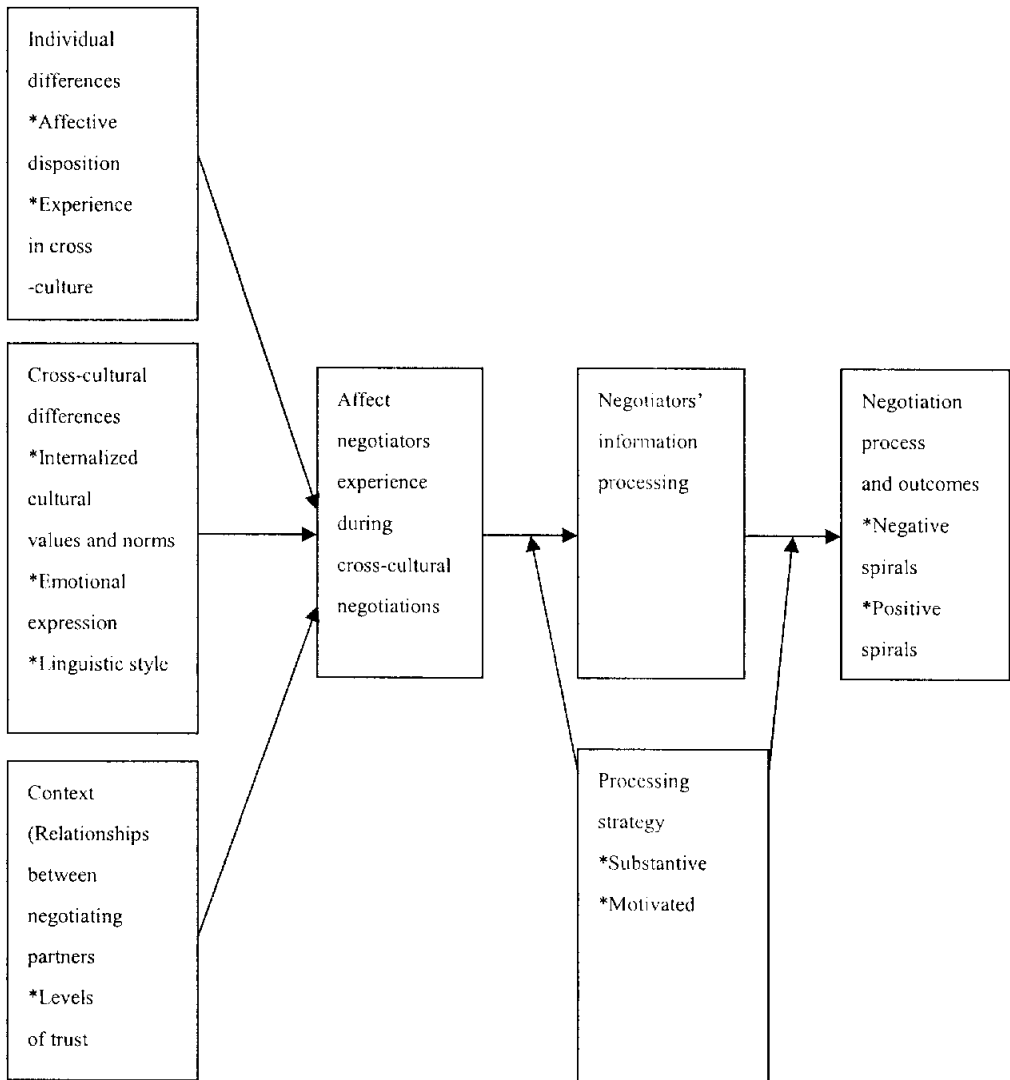 Individual
differences
*Affective
disposition
*Experience
in cross
-culture
Cross-cultural
differences
*Internalized
cultural
values and norms
*Emotional
expression
*Linguistic style
Context
(Relationships
between
negotiating
partners
*Levels
of trust
Affect
negotiators
experience
during
cross-cultural
negotiations
Negotiators'
information
processing
Processing
strategy
*Substantive
*Motivated
Negotiation
process
and outcomes
*Negative
spirals
*Positive
spirals